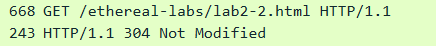 668 GET /ethereal-labs/lab2-2.html HTTP/1.1
243 HTTP/1.1 304 Not Modified